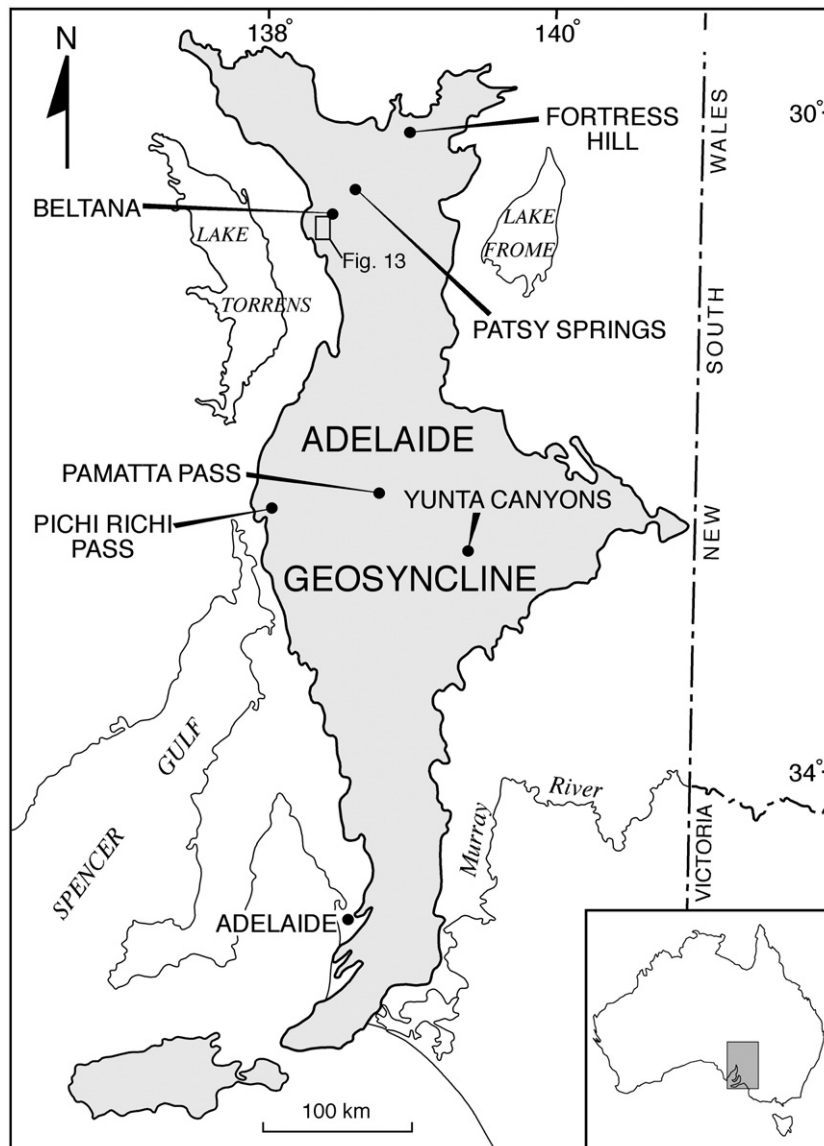 138°
140°
N
FORTRESS
HILL
30°
WALES
BELTANA
LAKE
TORRENS
Fig. 13
LAKE
FROME
PATSY SPRINGS
SOUTH
ADELAIDE
PAMATTA PASS
YUNTA CANYONS
PICHI RICHI
PASS
NEW
GEOSYNCLINE
GULF
SPENCER
34°
River
Murray
VICTORIA
ADELAIDE
100 km